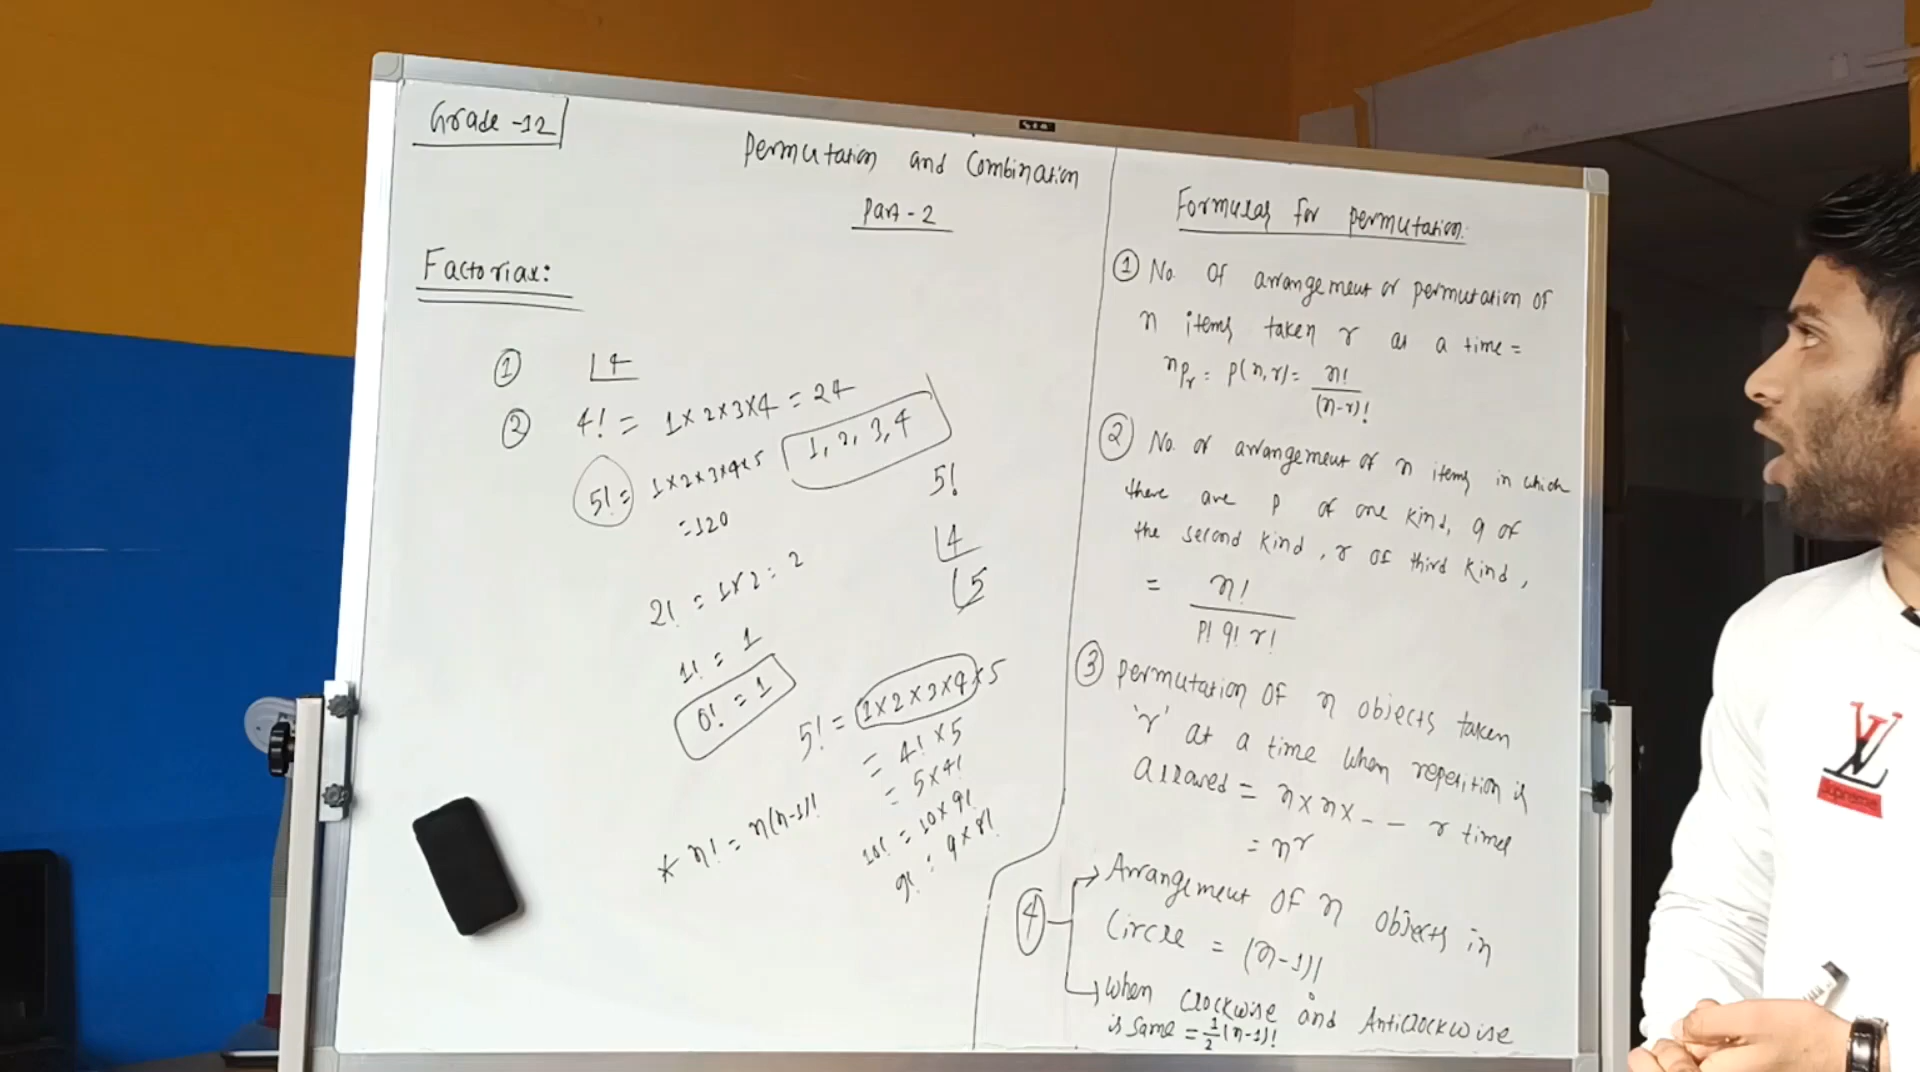 Grade -12
Permutation and Combination
Part - 2
Factorial:
① ⌊4
② 4! = 1×2×3×4 = 24
1, 2, 3, 4
5! = 1×2×3×4×5
=120
5!
⌊4
⌊5
2! = 1×2 = 2
1! = 1
0! = 1
5! = 1×2×3×4×5
= 4! ×5
= 5×4!
10! = 10×9!
9! = 9×8!
* n! = n(n-1)!
Formulas for permutation.
① No. of arrangement or permutation of
n items taken r at a time =
nPr = P(n,r) = n!/(n-r)!
② No. of arrangement of n items in which
there are p of one kind, q of
the second kind, r of third kind,
= n!/p! q! r!
③ Permutation of n objects taken
'r' at a time when repetition is
allowed = n×n×-- r times
= nʳ
④ → Arrangement of n objects in
Circle = (n-1)!
→ when clockwise and Anticlockwise
is same = 1/2 (n-1)!
LV
Supreme